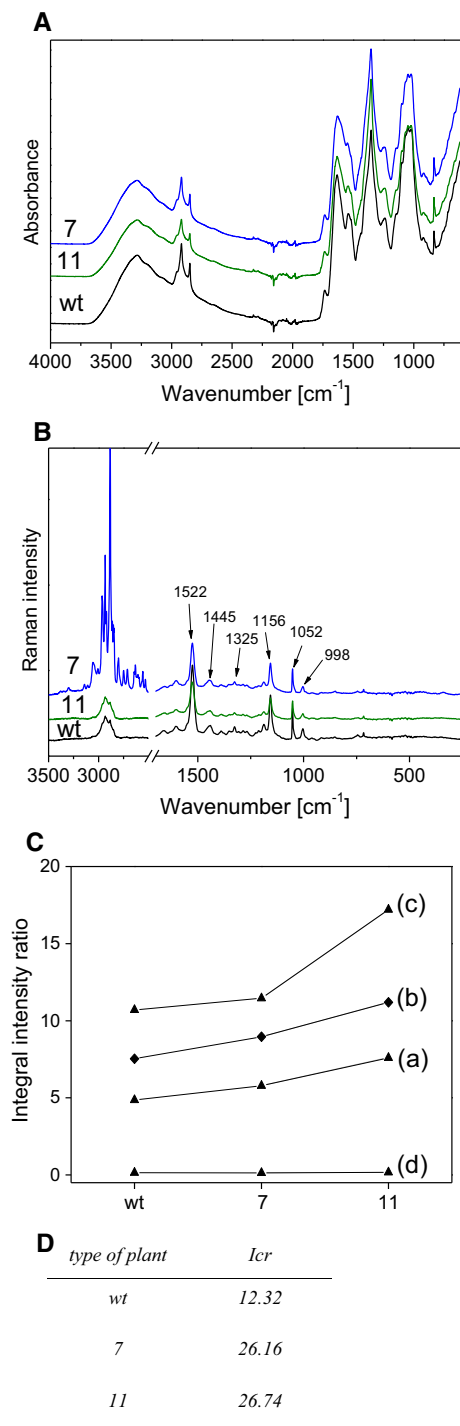 A
Absorbance
7
11
wt
4000 3500 3000 2500 2000 1500 1000
Wavenumber [cm⁻¹]
B
Raman intensity
1522
1445
1325
1156
1052
998
7
11
wt
3500 3000 1500 1000 500
Wavenumber [cm⁻¹]
C
Integral intensity ratio
20
15
10
5
0
(c)
(b)
(a)
(d)
wt 7 11
D
type of plant Icr
wt 12.32
7 26.16
11 26.74